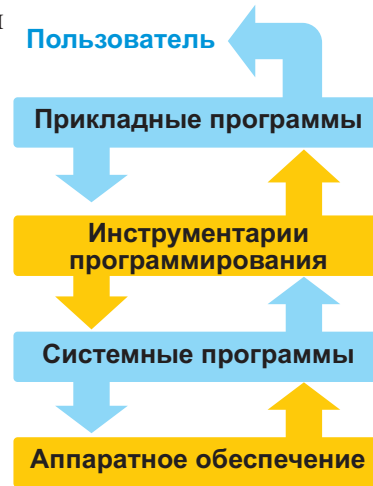 Пользователь
Прикладные программы
Инструментарии
программирования
Системные программы
Аппаратное обеспечение